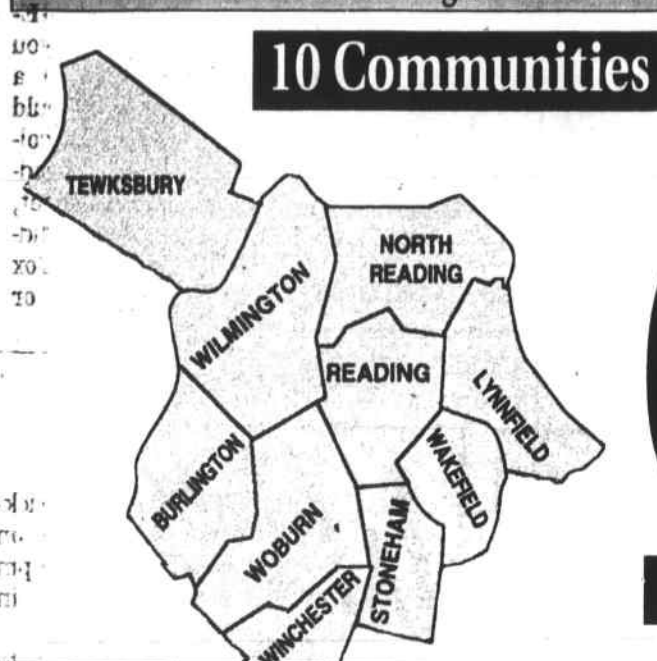 10 Communities
TEWKSBURY
NORTH
READING
WILMINGTON
READING
LYNNFIELD
BURLINGTON
WAKEFIELD
WOBURN
STONEHAM
WINCHESTER